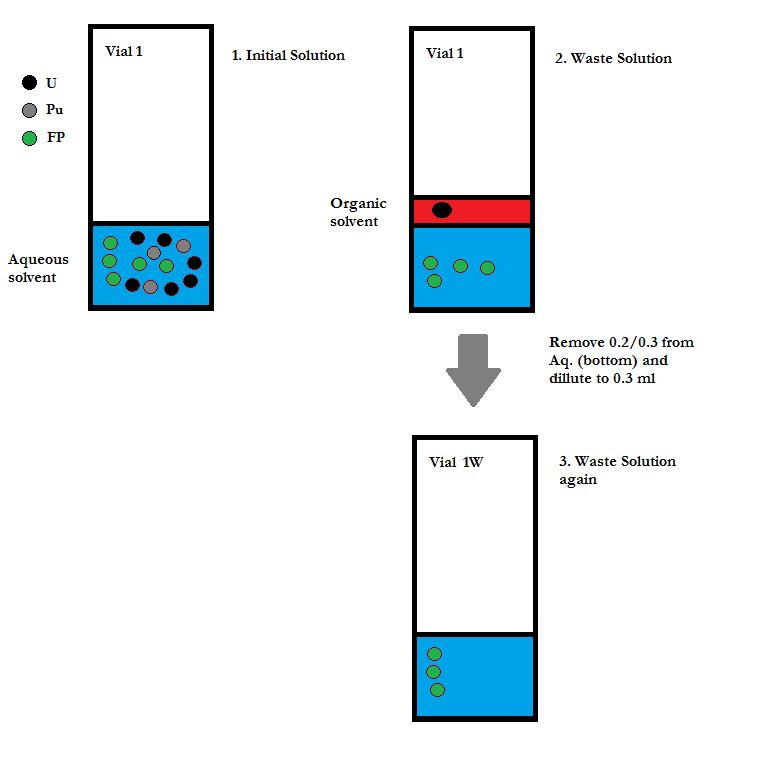 Vial 1
1. Initial Solution
U
Pu
FP
Aqueous
solvent
Vial 1
2. Waste Solution
Organic
solvent
Remove 0.2/0.3 from
Aq. (bottom) and
dillute to 0.3 ml
Vial 1W
3. Waste Solution
again